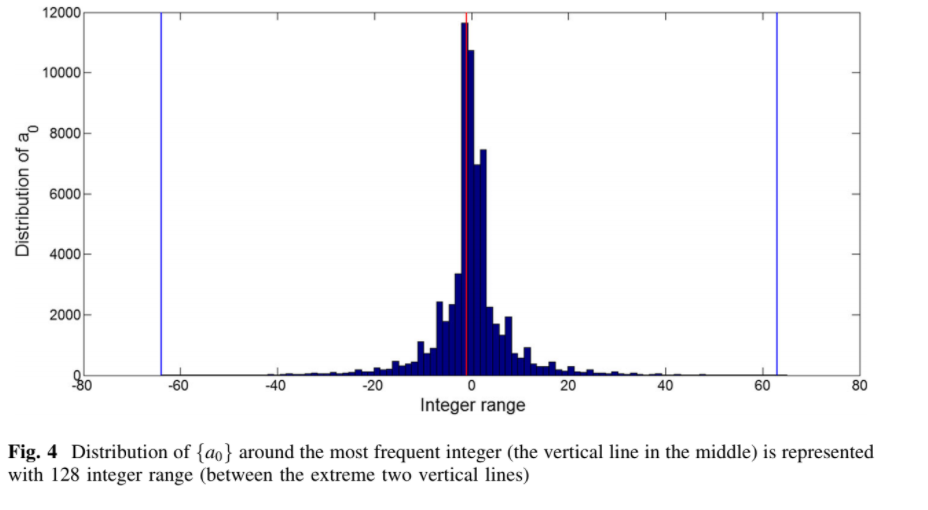 12000
10000
8000
6000
4000
2000
0
Distribution of a0
-80 -60 -40 -20 0 20 40 60 80
Integer range
Fig. 4 Distribution of {a0} around the most frequent integer (the vertical line in the middle) is represented
with 128 integer range (between the extreme two vertical lines)